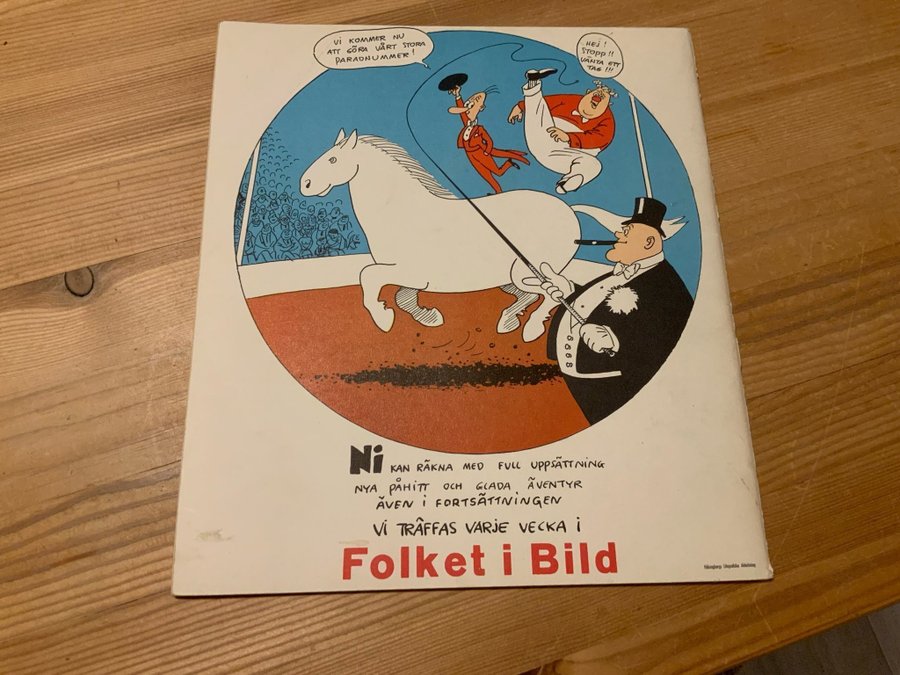 VI KOMMER NU
ATT GÖRA VÅRT STORA
PARADNUMMER!
HEJ!
STOPP!!
VÄNTA ETT
TAG!!!
Ni KAN RÄKNA MED FULL UPPSÄTTNING
NYA PÅHITT OCH GLADA ÄVENTYR
ÄVEN I FORTSÄTTNINGEN
VI TRÄFFAS VARJE VECKA i
Folket i Bild